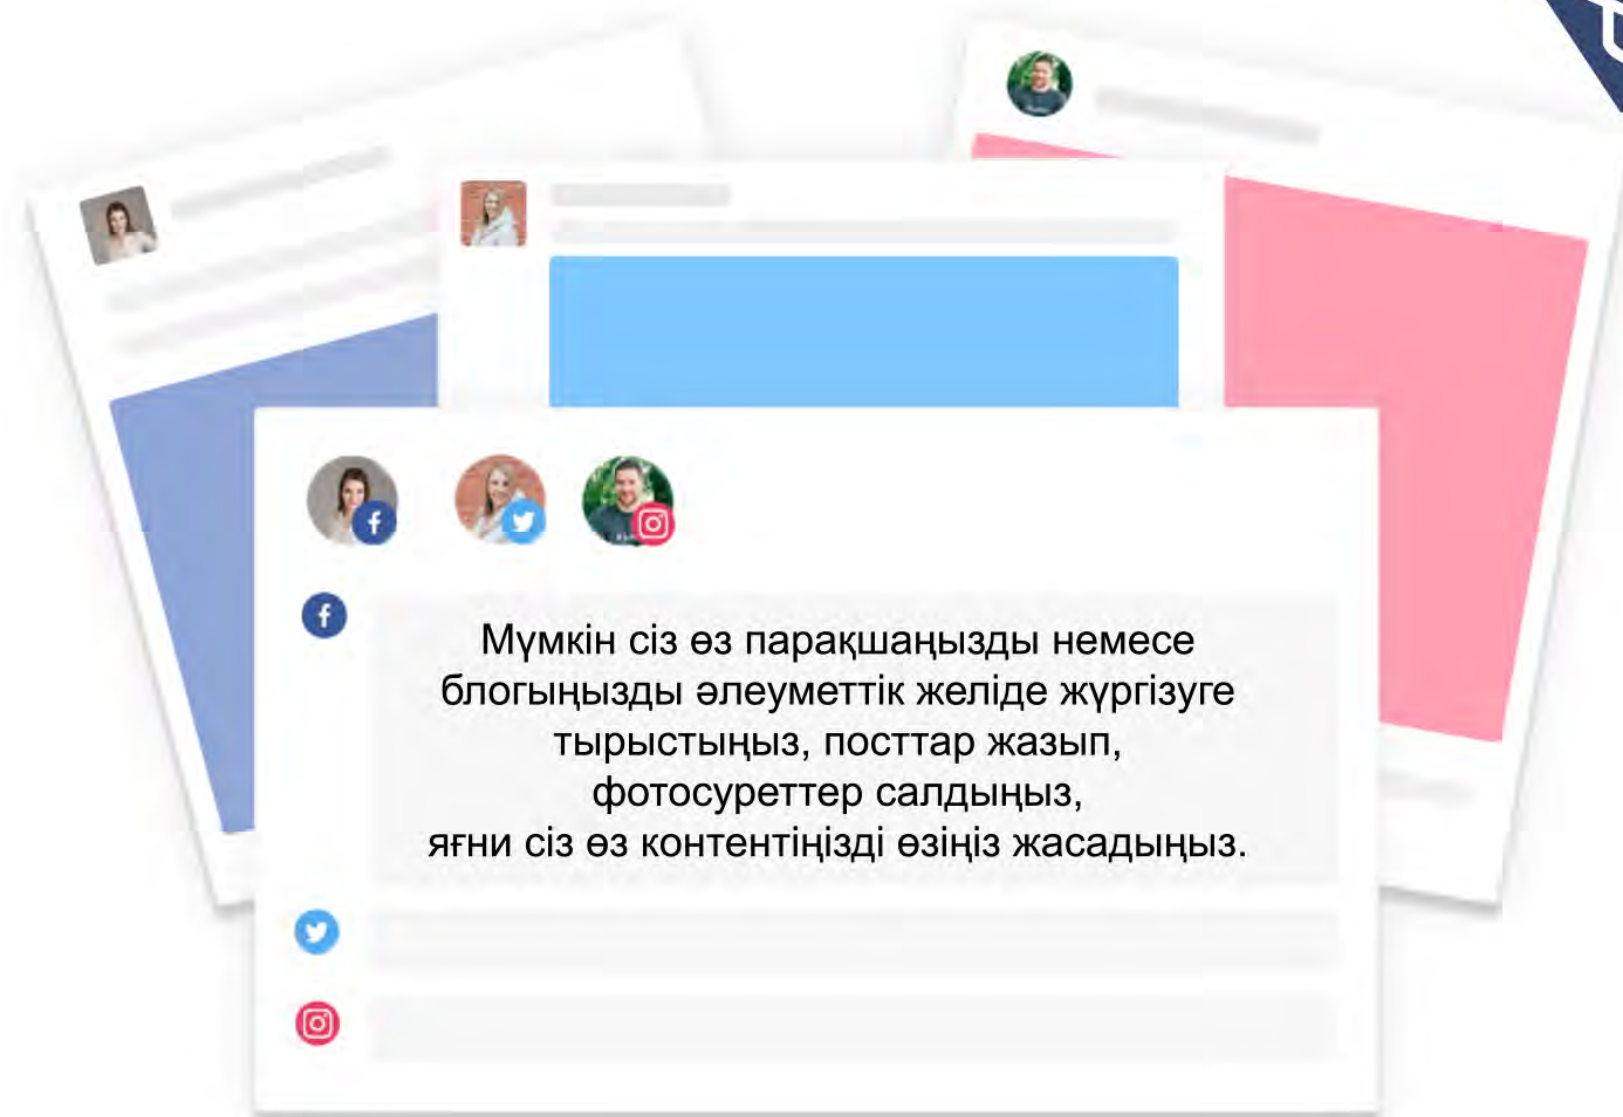 Мүмкін сіз өз парақшаңызды немесе
блогыңызды әлеуметтік желіде жүргізуге
тырыстыңыз, посттар жазып,
фотосуреттер салдыңыз,
яғни сіз өз контентіңізді өзіңіз жасадыңыз.